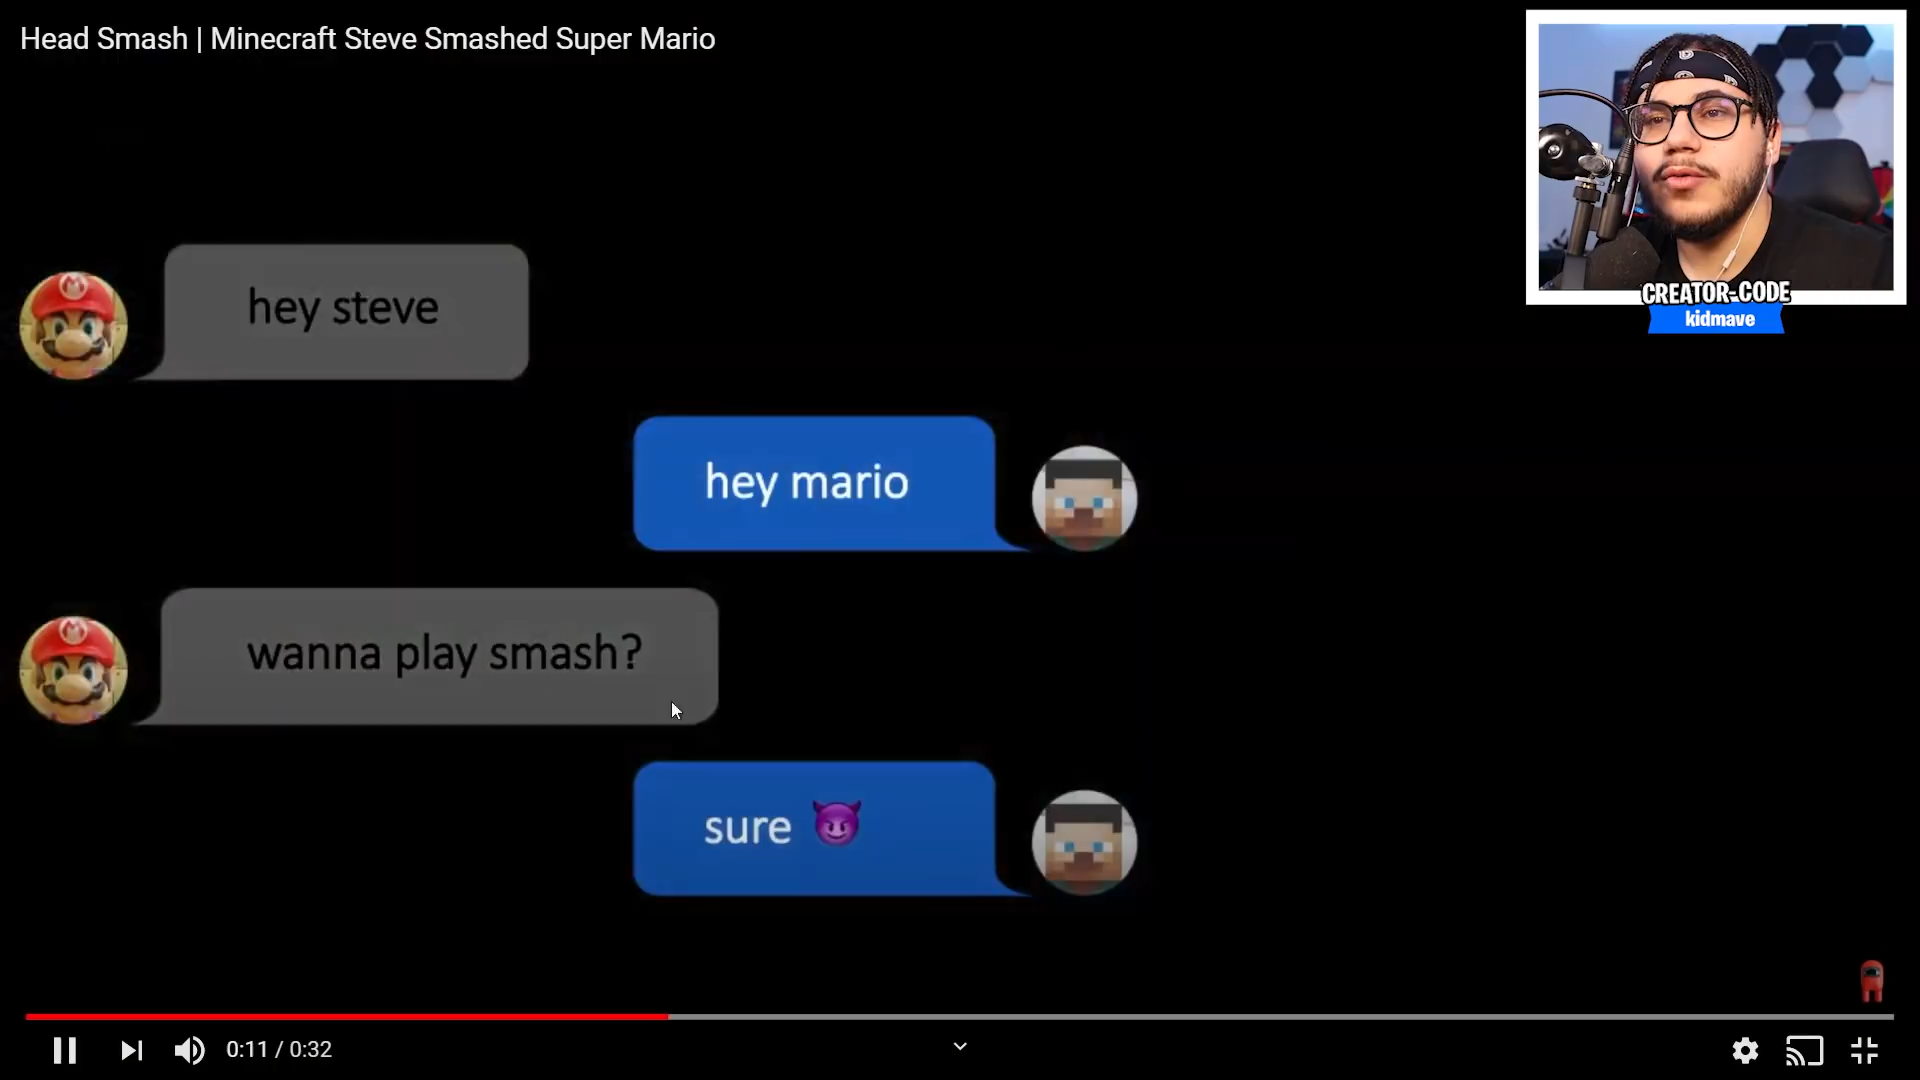 Head Smash | Minecraft Steve Smashed Super Mario
CREATOR-CODE
kidmave
hey steve
hey mario
wanna play smash?
sure 😈
0:11 / 0:32